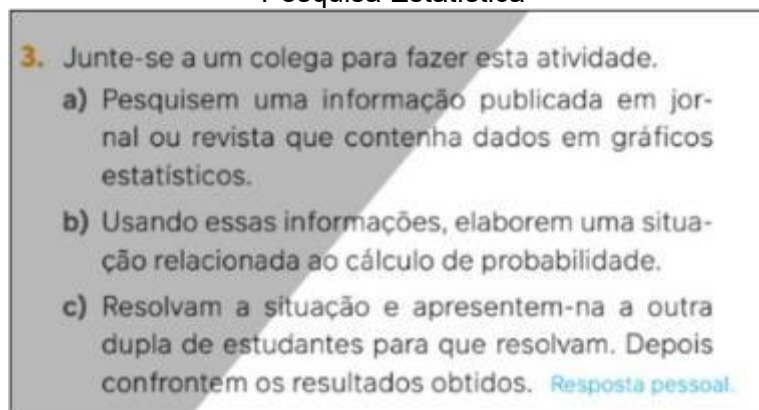 Pesquisa Estatística
3. Junte-se a um colega para fazer esta atividade.
a) Pesquisem uma informação publicada em jor-
nal ou revista que contenha dados em gráficos
estatísticos.
b) Usando essas informações, elaborem uma situa-
ção relacionada ao cálculo de probabilidade.
c) Resolvam a situação e apresentem-na a outra
dupla de estudantes para que resolvam. Depois
confrontem os resultados obtidos. Resposta pessoal.